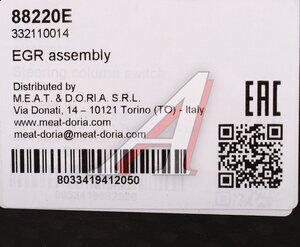 88220E
332110014
EGR assembly
Distributed by
M.E.A.T. & D.O.R.I.A. S.R.L.
Via Donati, 14 – 10121 Torino (TO) - Italy
www.meat-doria.com
meat-doria@meat-doria.com
EAC
8033419412050